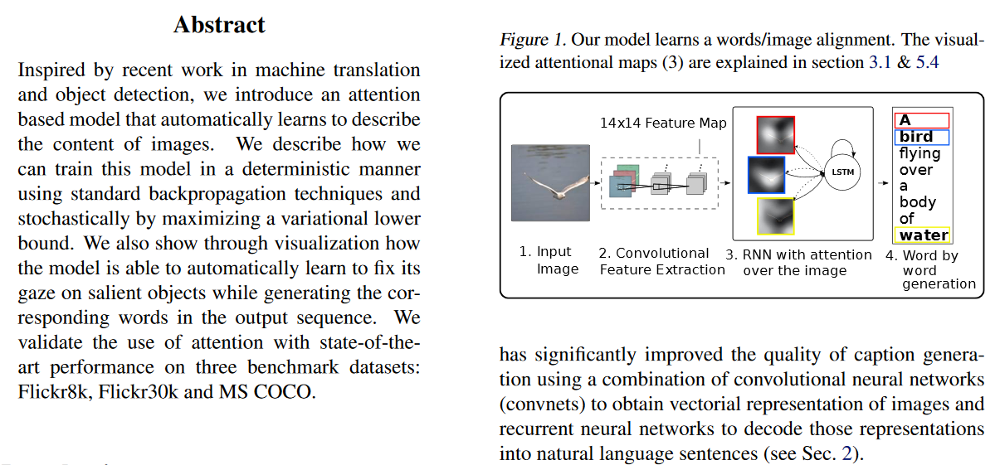 Abstract
Inspired by recent work in machine translation
and object detection, we introduce an attention
based model that automatically learns to describe
the content of images. We describe how we
can train this model in a deterministic manner
using standard backpropagation techniques and
stochastically by maximizing a variational lower
bound. We also show through visualization how
the model is able to automatically learn to fix its
gaze on salient objects while generating the cor-
responding words in the output sequence. We
validate the use of attention with state-of-the-
art performance on three benchmark datasets:
Flickr8k, Flickr30k and MS COCO.
Figure 1. Our model learns a words/image alignment. The visual-
ized attentional maps (3) are explained in section 3.1 & 5.4
14x14 Feature Map
LSTM
A
bird
flying
over
a
body
of
water
1. Input
Image
2. Convolutional
Feature Extraction
3. RNN with attention
over the image
4. Word by
word
generation
has significantly improved the quality of caption genera-
tion using a combination of convolutional neural networks
(convnets) to obtain vectorial representation of images and
recurrent neural networks to decode those representations
into natural language sentences (see Sec. 2).